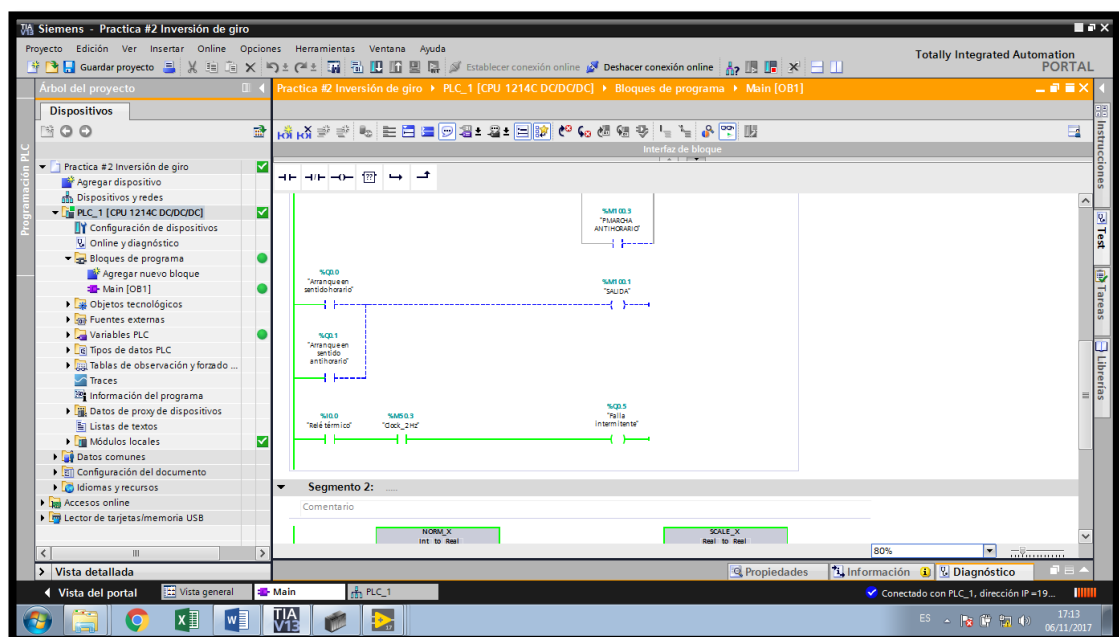 Siemens - Practica #2 Inversión de giro
Proyecto Edición Ver Insertar Online Opciones Herramientas Ventana Ayuda
Totally Integrated Automation
PORTAL
Guardar proyecto
Establecer conexión online
Deshacer conexión online
Árbol del proyecto
Practica #2 Inversión de giro
PLC_1 [CPU 1214C DC/DC/DC]
Bloques de programa
Main [OB1]
Dispositivos
Interfaz de bloque
Programación PLC
Practica #2 Inversión de giro
Agregar dispositivo
Dispositivos y redes
PLC_1 [CPU 1214C DC/DC/DC]
Configuración de dispositivos
Online y diagnóstico
Bloques de programa
Agregar nuevo bloque
Main [OB1]
Objetos tecnológicos
Fuentes externas
Variables PLC
Tipos de datos PLC
Tablas de observación y forzado ...
Traces
Información del programa
Datos de proxy de dispositivos
Listas de textos
Módulos locales
Datos comunes
Configuración del documento
Idiomas y recursos
Accesos online
Lector de tarjetas/memoria USB
%M100.3
"PMARCHA
ANTIHORARIO"
%Q0.0
"Arranque en
sentido horario"
%M100.1
"SALIDA"
%Q0.1
"Arranque en
sentido
antihorario"
%I0.0
"Relé térmico"
%M50.3
"Clock_2Hz"
%Q0.5
"Falla
intermitente"
Segmento 2: .....
Comentario
NORM_X
Int to Real
SCALE_X
Real to Real
80%
Instrucciones
Test
Tareas
Librerías
Vista detallada
Propiedades
Información
Diagnóstico
Vista del portal
Vista general
Main
PLC_1
Conectado con PLC_1, dirección IP =19...
TIA
V13
ES
17:13
06/11/2017